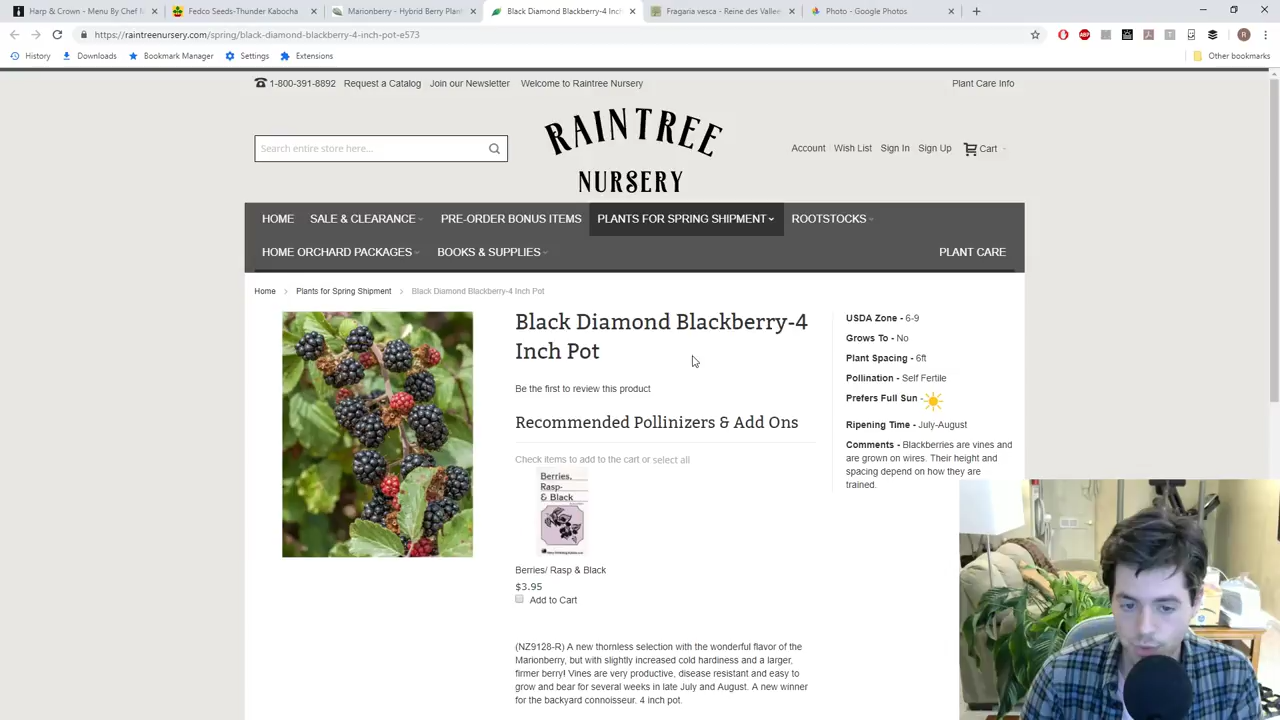 Harp & Crown - Menu By Chef M
Fedco Seeds-Thunder Kabocha
Marionberry - Hybrid Berry Plan
Black Diamond Blackberry-4 Inch
Fragaria vesca - Reine des Vallee
Photo - Google Photos
https://raintreenursery.com/spring/black-diamond-blackberry-4-inch-pot-e573
History
Downloads
Bookmark Manager
Settings
Extensions
Other bookmarks
1-800-391-8892 Request a Catalog Join our Newsletter Welcome to Raintree Nursery
Plant Care Info
Search entire store here...
RAINTREE
NURSERY
Account Wish List Sign In Sign Up Cart
HOME SALE & CLEARANCE PRE-ORDER BONUS ITEMS PLANTS FOR SPRING SHIPMENT ROOTSTOCKS
HOME ORCHARD PACKAGES BOOKS & SUPPLIES PLANT CARE
Home > Plants for Spring Shipment > Black Diamond Blackberry-4 Inch Pot
Black Diamond Blackberry-4
Inch Pot
Be the first to review this product
Recommended Pollinizers & Add Ons
Check items to add to the cart or select all
Berries,
Rasp-
& Black
Berries/ Rasp & Black
$3.95
Add to Cart
(NZ9128-R) A new thornless selection with the wonderful flavor of the
Marionberry, but with slightly increased cold hardiness and a larger,
firmer berry! Vines are very productive, disease resistant and easy to
grow and bear for several weeks in late July and August. A new winner
for the backyard connoisseur. 4 inch pot.
USDA Zone - 6-9
Grows To - No
Plant Spacing - 6ft
Pollination - Self Fertile
Prefers Full Sun -
Ripening Time - July-August
Comments - Blackberries are vines and
are grown on wires. Their height and
spacing depend on how they are
trained.